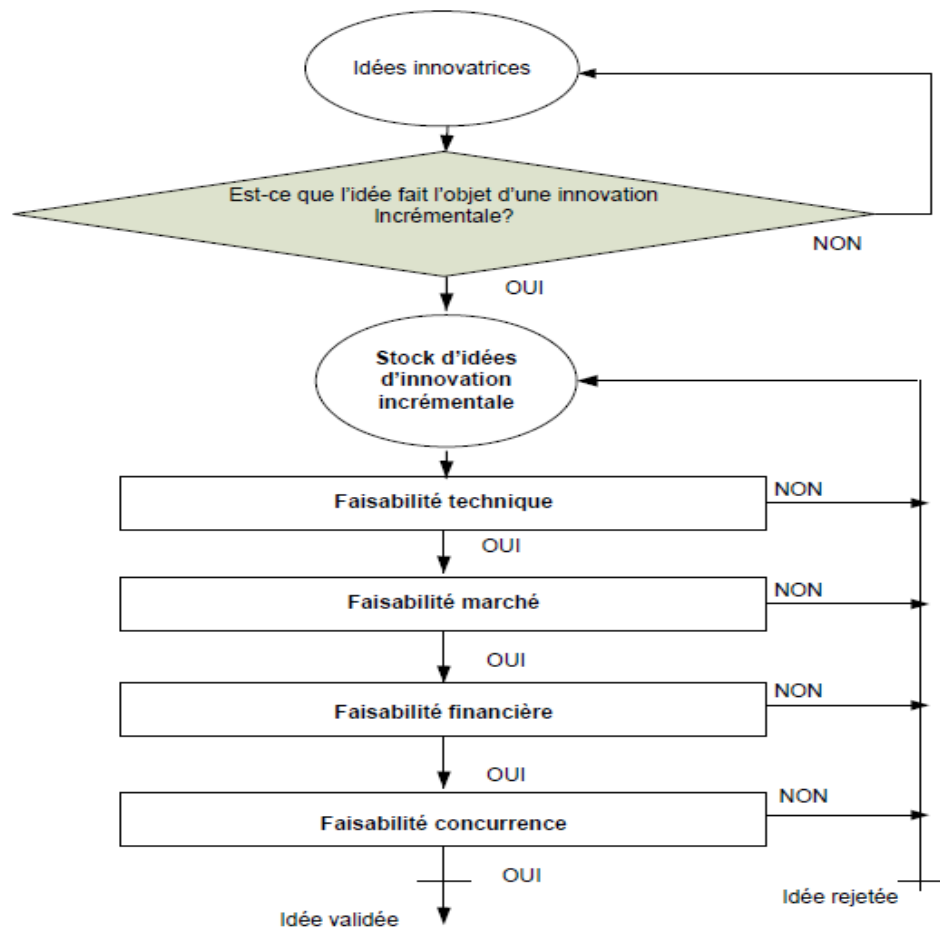 Idées innovatrices
Est-ce que l'idée fait l'objet d'une innovation
Incrémentale?
NON
OUI
Stock d'idées
d'innovation
incrémentale
Faisabilité technique
NON
OUI
Faisabilité marché
NON
OUI
Faisabilité financière
NON
OUI
Faisabilité concurrence
NON
OUI
Idée rejetée
Idée validée